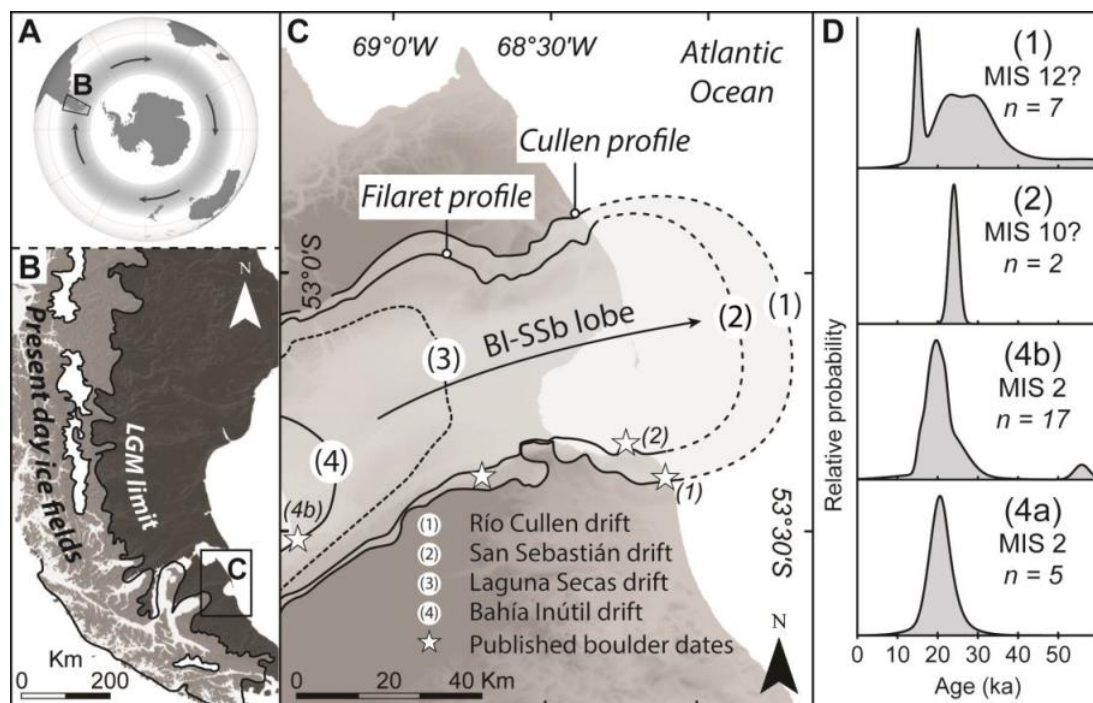 A
B
B
Present day ice fields
LGM limit
N
C
Km
0 200
C
69°0'W 68°30'W
Atlantic
Ocean
Cullen profile
Filaret profile
53°0'S
BI-SSb lobe
(1)
(2)
(3)
(4)
(2)
(1)
(4b)
53°30'S
(1) Río Cullen drift
(2) San Sebastián drift
(3) Laguna Secas drift
(4) Bahía Inútil drift
Published boulder dates
N
0 20 40 Km
D
(1)
MIS 12?
n = 7
(2)
MIS 10?
n = 2
(4b)
MIS 2
n = 17
(4a)
MIS 2
n = 5
Relative probability
0 20 40 60
Age (ka)